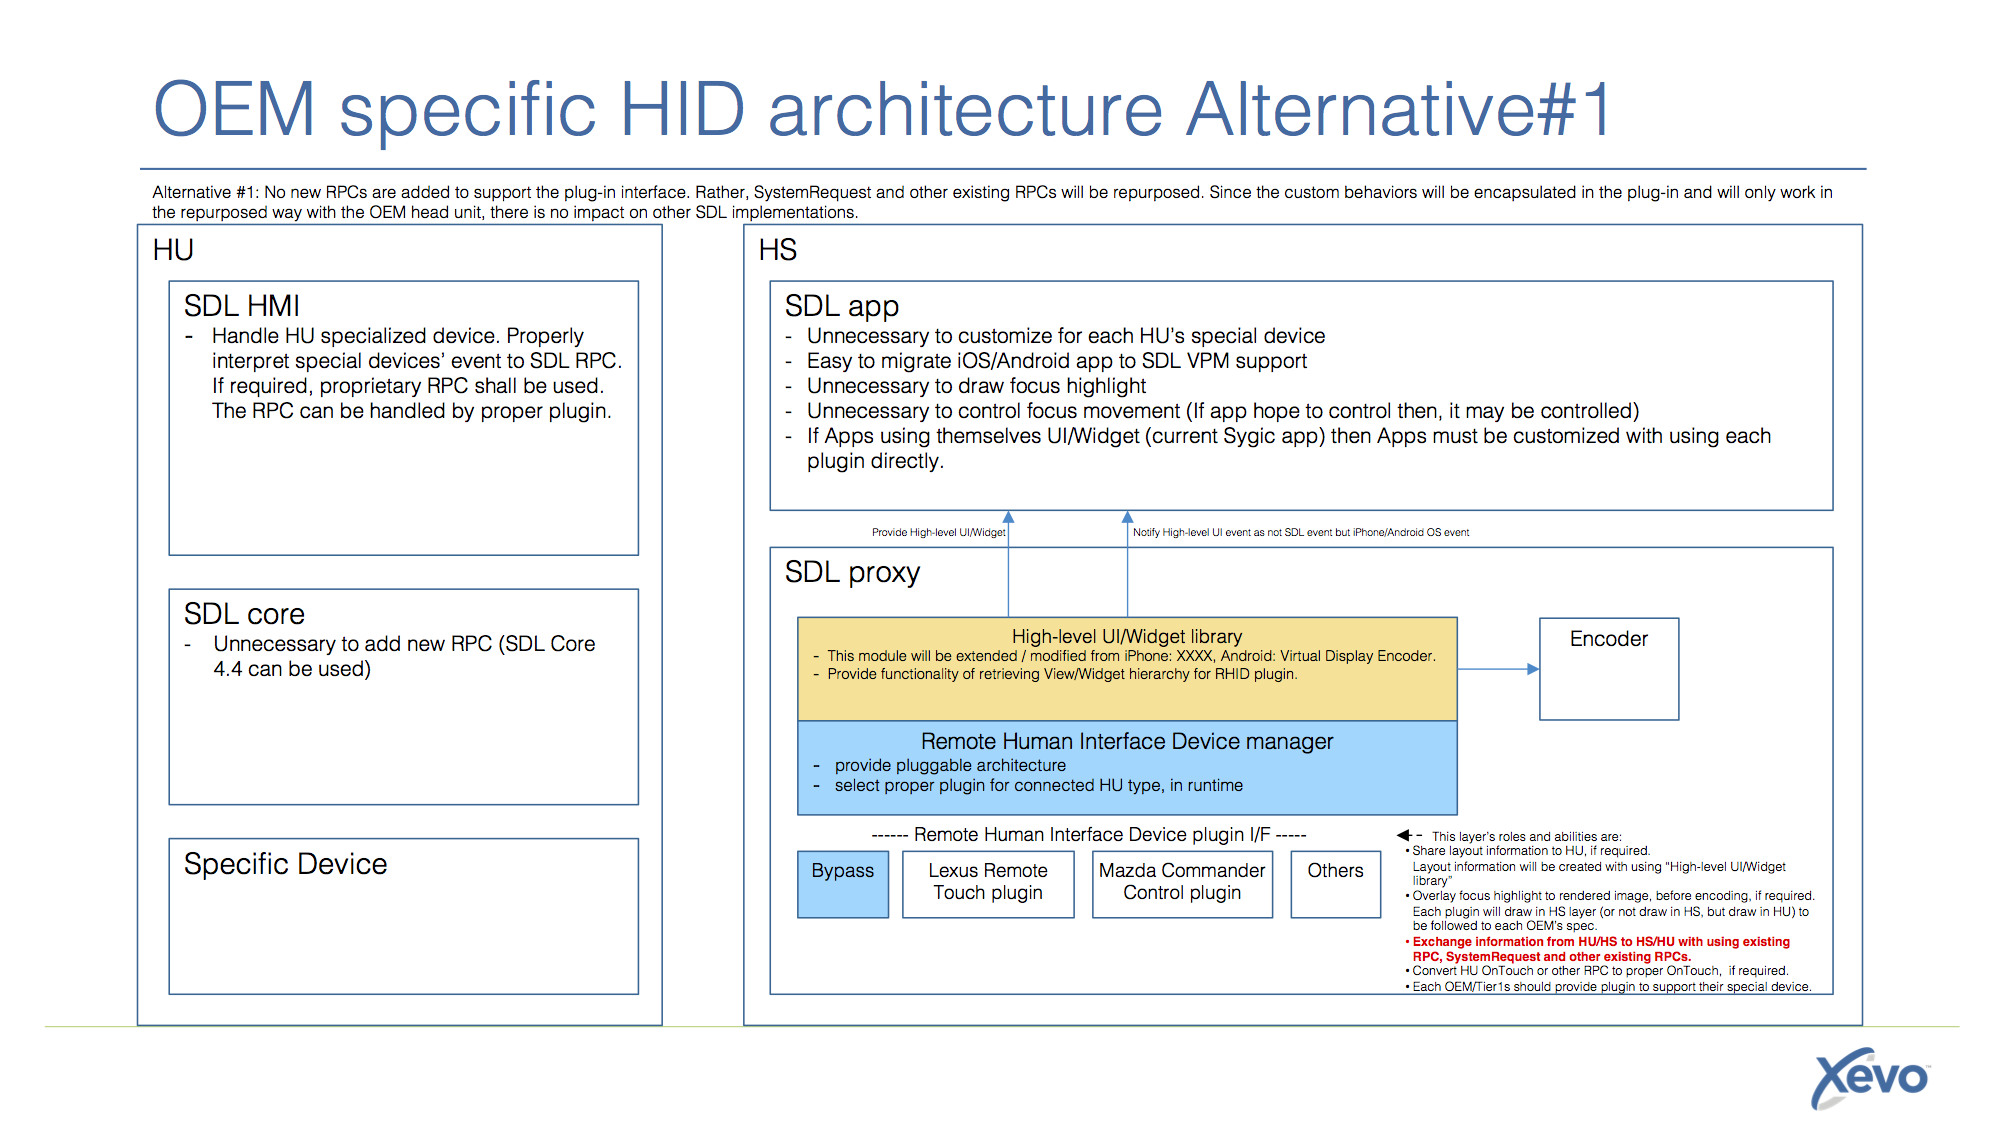 OEM specific HID architecture Alternative#1
Alternative #1: No new RPCs are added to support the plug-in interface. Rather, SystemRequest and other existing RPCs will be repurposed. Since the custom behaviors will be encapsulated in the plug-in and will only work in
the repurposed way with the OEM head unit, there is no impact on other SDL implementations.
HU
SDL HMI
- Handle HU specialized device. Properly
interpret special devices’ event to SDL RPC.
If required, proprietary RPC shall be used.
The RPC can be handled by proper plugin.
SDL core
- Unnecessary to add new RPC (SDL Core
4.4 can be used)
Specific Device
HS
SDL app
- Unnecessary to customize for each HU’s special device
- Easy to migrate iOS/Android app to SDL VPM support
- Unnecessary to draw focus highlight
- Unnecessary to control focus movement (If app hope to control then, it may be controlled)
- If Apps using themselves UI/Widget (current Sygic app) then Apps must be customized with using each
plugin directly.
Provide High-level UI/Widget
Notify High-level UI event as not SDL event but iPhone/Android OS event
SDL proxy
High-level UI/Widget library
- This module will be extended / modified from iPhone: XXXX, Android: Virtual Display Encoder.
- Provide functionality of retrieving View/Widget hierarchy for RHID plugin.
Encoder
Remote Human Interface Device manager
- provide pluggable architecture
- select proper plugin for connected HU type, in runtime
------ Remote Human Interface Device plugin I/F -----
Bypass
Lexus Remote
Touch plugin
Mazda Commander
Control plugin
Others
- This layer’s roles and abilities are:
• Share layout information to HU, if required.
Layout information will be created with using “High-level UI/Widget
library”
• Overlay focus highlight to rendered image, before encoding, if required.
Each plugin will draw in HS layer (or not draw in HS, but draw in HU) to
be followed to each OEM’s spec.
• Exchange information from HU/HS to HS/HU with using existing
RPC, SystemRequest and other existing RPCs.
• Convert HU OnTouch or other RPC to proper OnTouch, if required.
• Each OEM/Tier1s should provide plugin to support their special device.
Xevo™